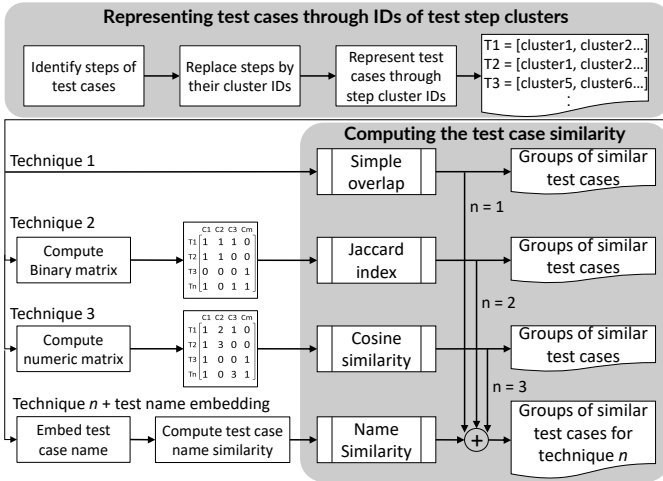 Representing test cases through IDs of test step clusters
Identify steps of
test cases
Replace steps by
their cluster IDs
Represent test
cases through
step cluster IDs
T1 = [cluster1, cluster2...]
T2 = [cluster1, cluster2...]
T3 = [cluster5, cluster6...]
:
Computing the test case similarity
Technique 1
Simple
overlap
Groups of similar
test cases
n = 1
Technique 2
Compute
Binary matrix
C1 C2 C3 Cm
T1 1 1 1 0
T2 1 1 0 0
T3 0 0 0 1
Tn 1 0 1 1
Jaccard
index
Groups of similar
test cases
n = 2
Technique 3
Compute
numeric matrix
C1 C2 C3 Cm
T1 1 2 1 0
T2 1 3 0 0
T3 1 0 0 1
Tn 1 0 3 1
Cosine
similarity
Groups of similar
test cases
n = 3
Technique n + test name embedding
Embed test
case name
Compute test case
name similarity
Name
Similarity
+
Groups of similar
test cases for
technique n